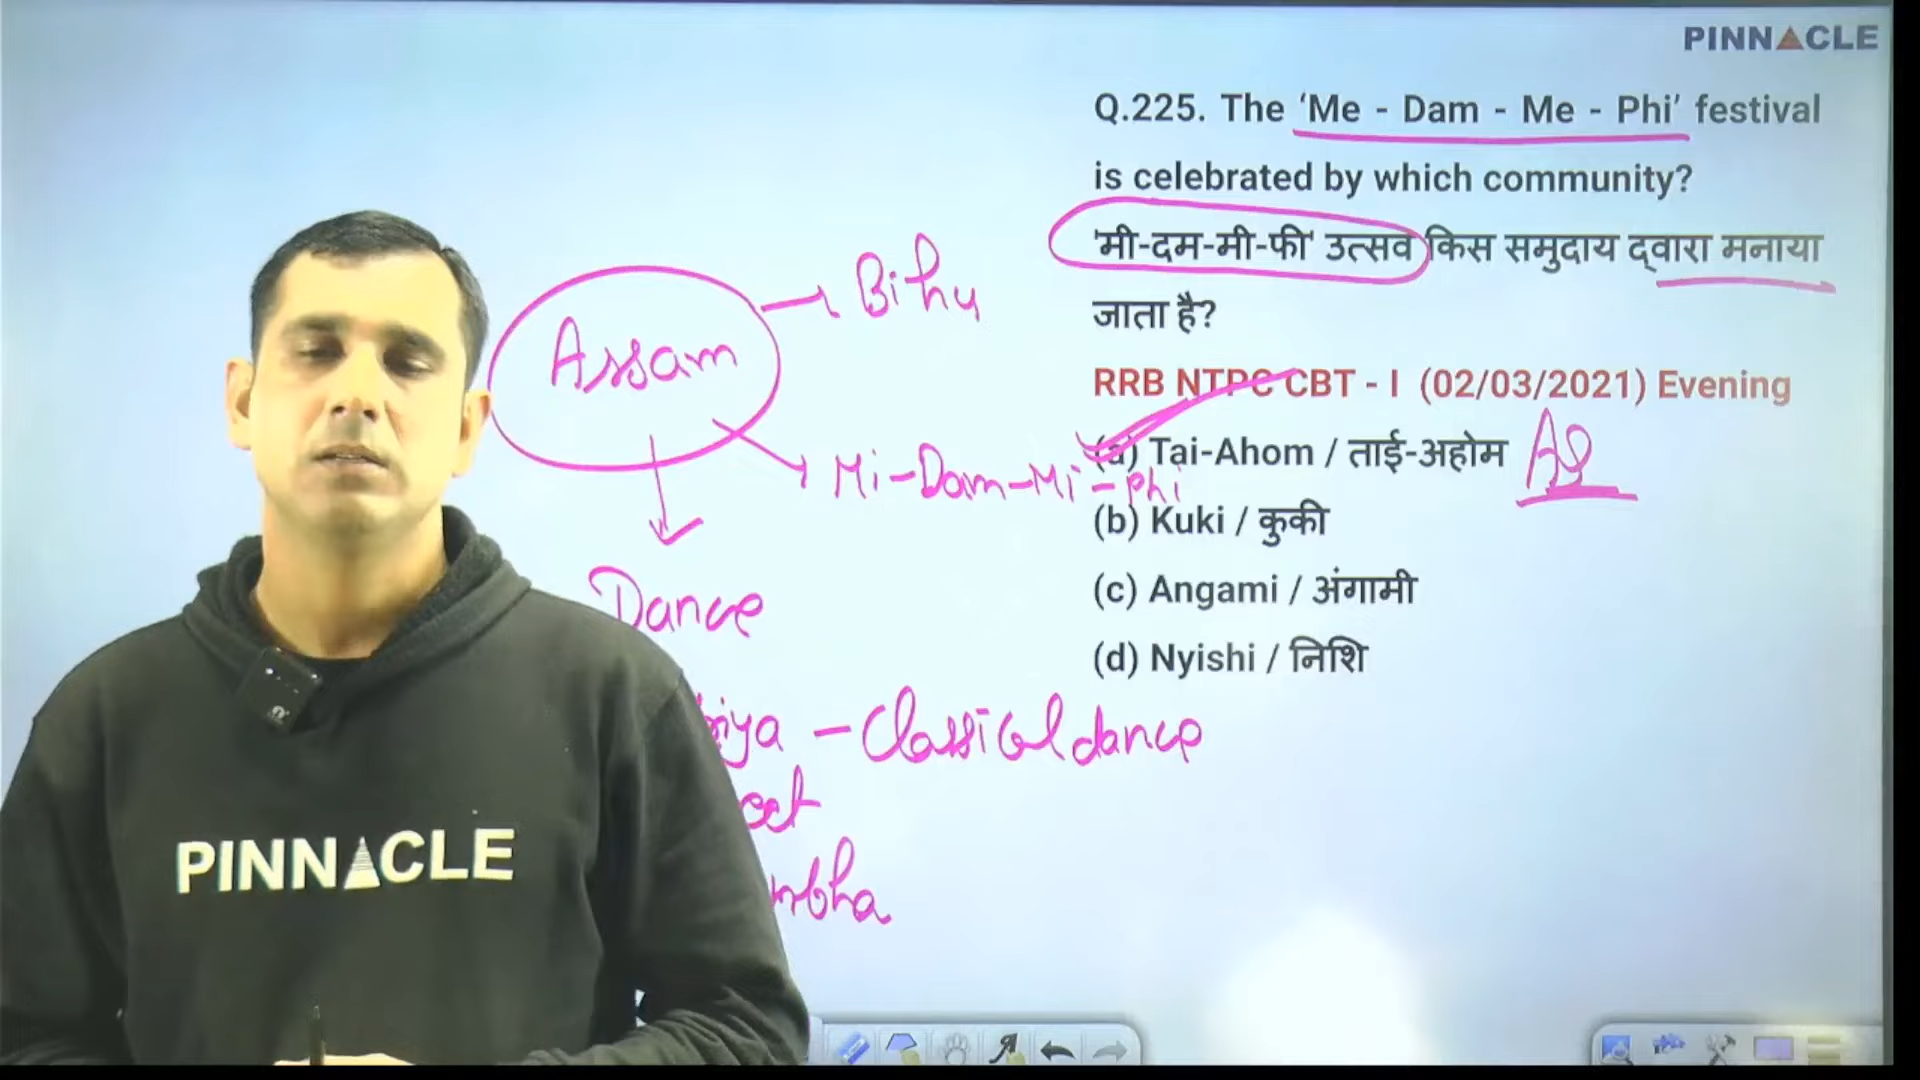 PINNACLE
Q.225. The ‘Me - Dam - Me - Phi’ festival
is celebrated by which community?
'मी-दम-मी-फी' उत्सव किस समुदाय द्वारा मनाया
जाता है?
RRB NTPC CBT - I (02/03/2021) Evening
(a) Tai-Ahom / ताई-अहोम
(b) Kuki / कुकी
(c) Angami / अंगामी
(d) Nyishi / निशि
Assam
Bihu
Mi-Dam-Mi-Phi
Dance
Classical dance
PINNACLE